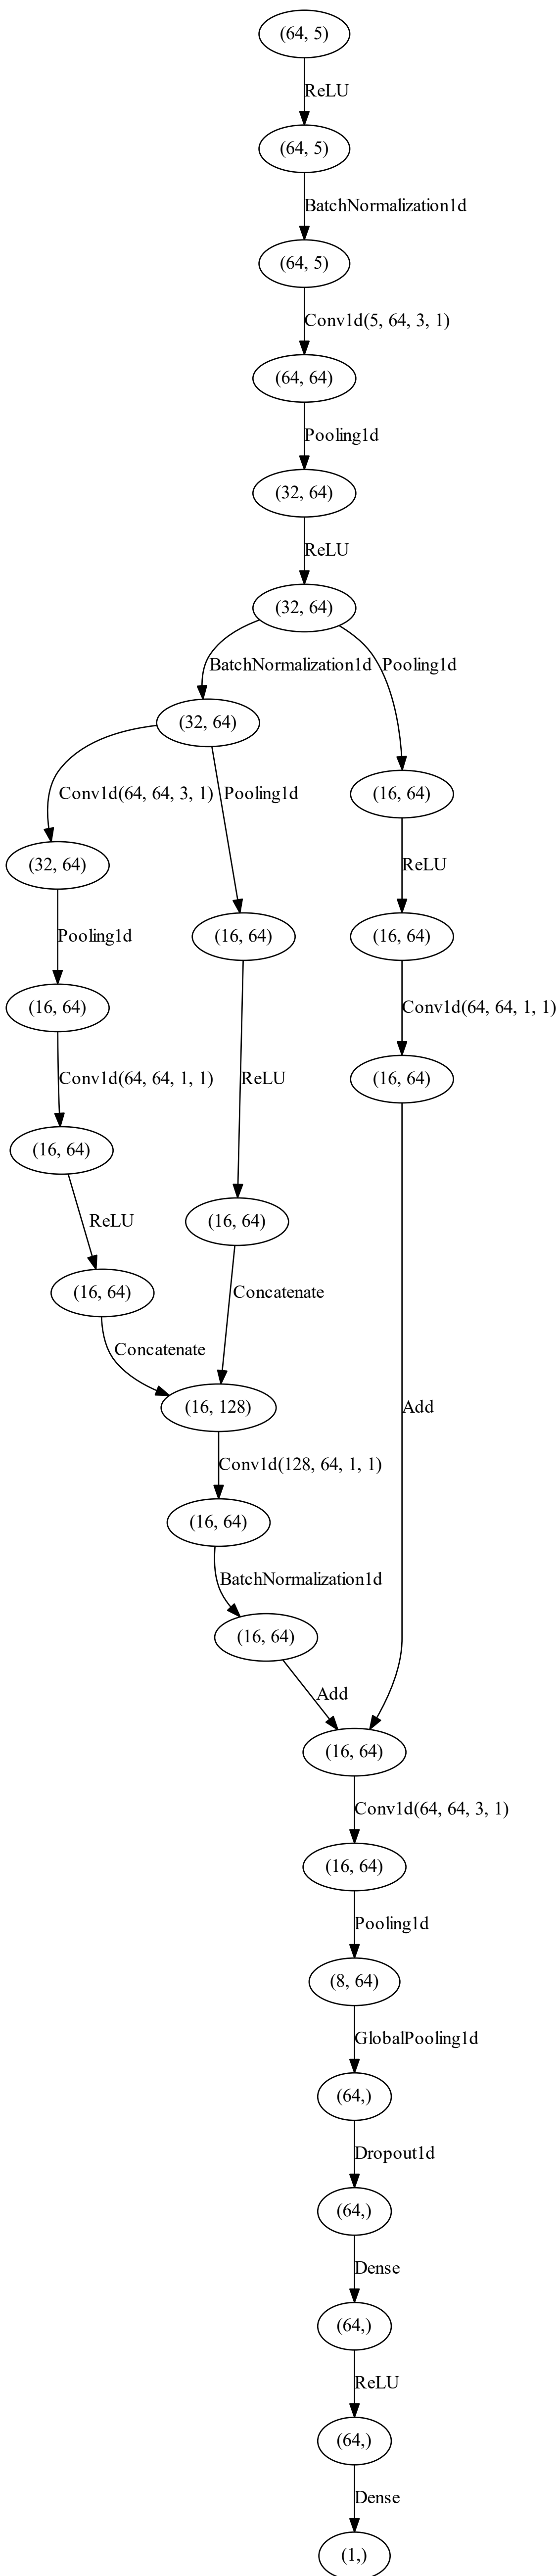 (64, 5)
ReLU
(64, 5)
BatchNormalization1d
(64, 5)
Conv1d(5, 64, 3, 1)
(64, 64)
Pooling1d
(32, 64)
ReLU
(32, 64)
BatchNormalization1d
Pooling1d
(32, 64)
Conv1d(64, 64, 3, 1)
Pooling1d
(16, 64)
(32, 64)
ReLU
Pooling1d
(16, 64)
(16, 64)
(16, 64)
Conv1d(64, 64, 1, 1)
Conv1d(64, 64, 1, 1)
ReLU
(16, 64)
(16, 64)
ReLU
(16, 64)
(16, 64)
Concatenate
Concatenate
(16, 128)
Add
Conv1d(128, 64, 1, 1)
(16, 64)
BatchNormalization1d
(16, 64)
Add
(16, 64)
Conv1d(64, 64, 3, 1)
(16, 64)
Pooling1d
(8, 64)
GlobalPooling1d
(64,)
Dropout1d
(64,)
Dense
(64,)
ReLU
(64,)
Dense
(1,)